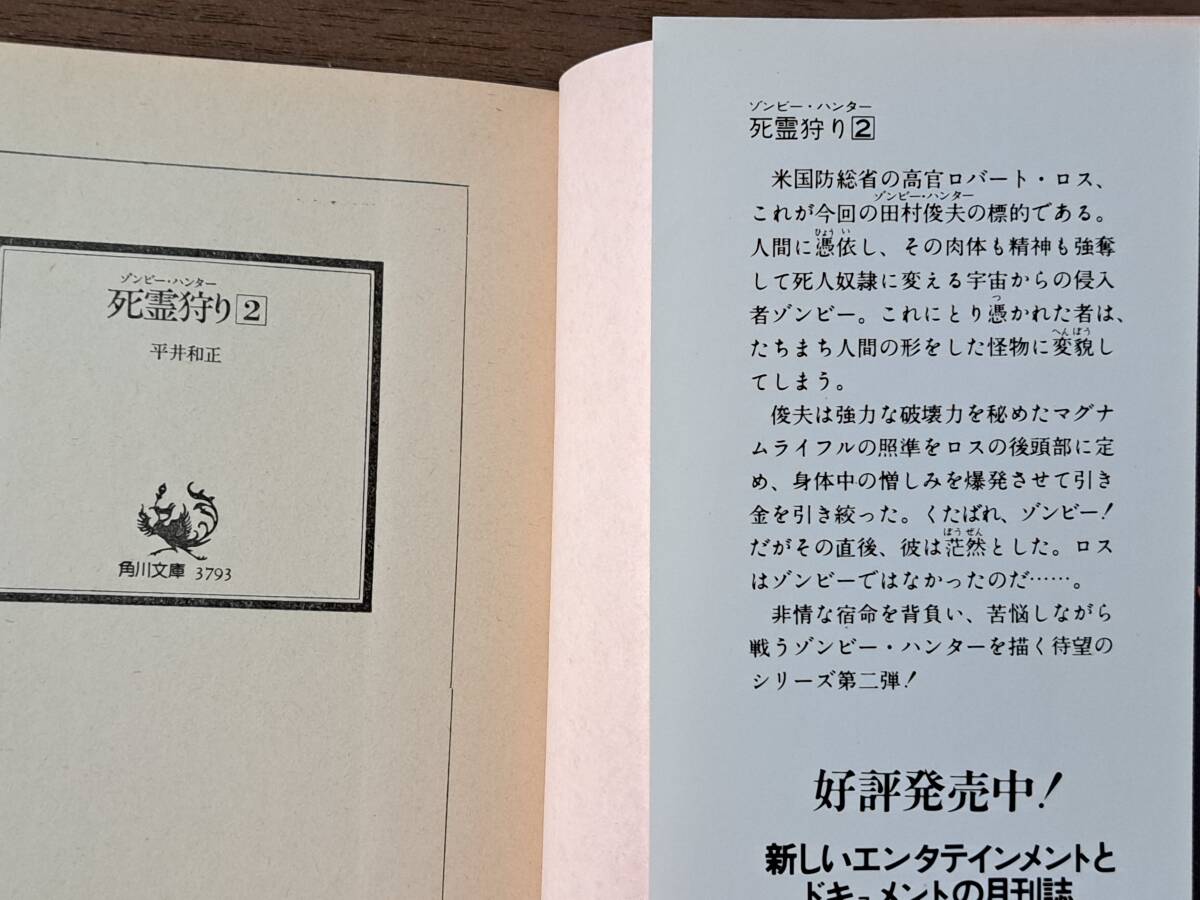 ゾンビー・ハンター
死霊狩り2
平井和正
角川文庫 3793
ゾンビー・ハンター
死霊狩り2
米国防総省の高官ロバート・ロス、
ゾンビー・ハンター
これが今回の田村俊夫の標的である。
ひょうい
人間に憑依し、その肉体も精神も強奪
して死人奴隷に変える宇宙からの侵入
つ
者ゾンビー。これにとり憑かれた者は、
へんぼう
たちまち人間の形をした怪物に変貌し
てしまう。
俊夫は強力な破壊力を秘めたマグナ
ムライフルの照準をロスの後頭部に定
め、身体中の憎しみを爆発させて引き
金を引き絞った。くたばれ、ゾンビー!
ぼうぜん
だがその直後、彼は茫然とした。ロス
はゾンビーではなかったのだ……。
非情な宿命を背負い、苦悩しながら
戦うゾンビー・ハンターを描く待望の
シリーズ第二弾!
好評発売中!
新しいエンタテインメントと
ドキュメントの月刊誌